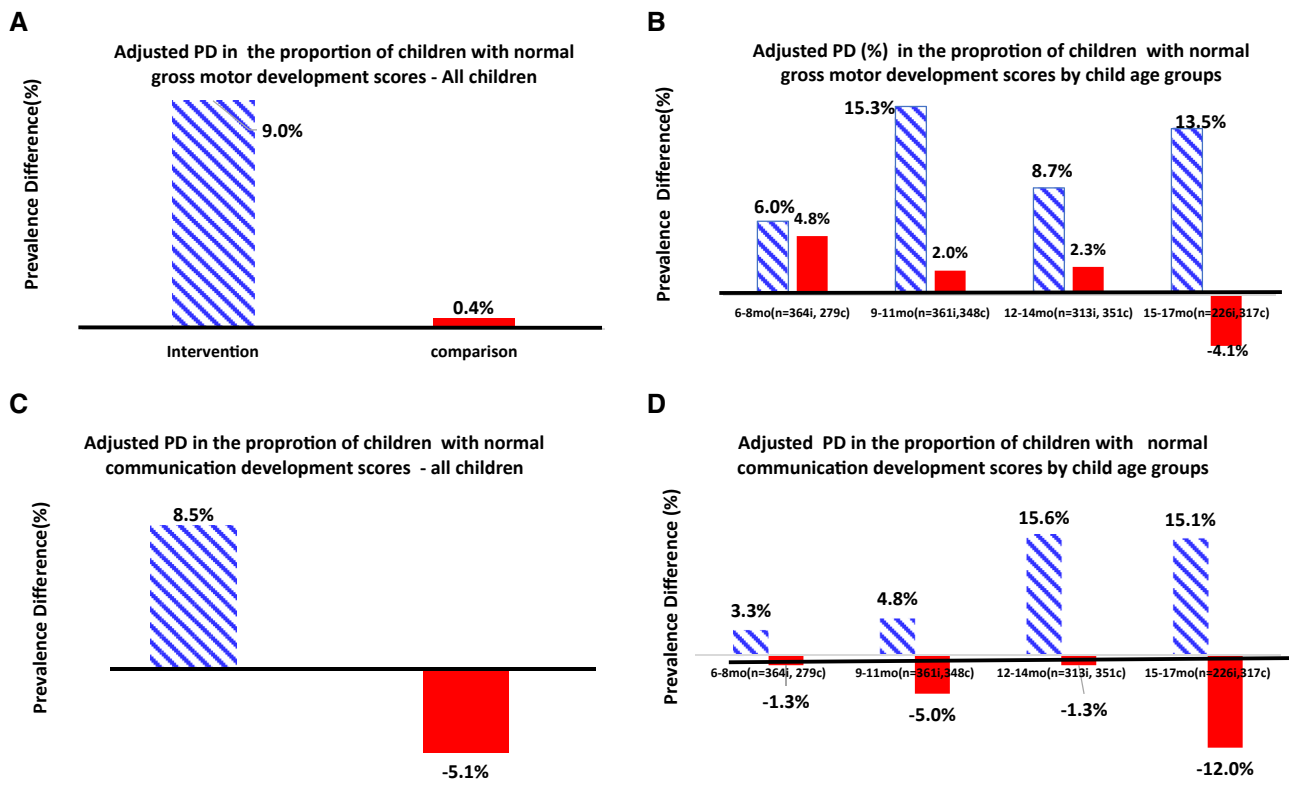 A
Adjusted PD in the proportion of children with normal
gross motor development scores - All children
Prevalence Difference(%)
9.0%
0.4%
Intervention
comparison
B
Adjusted PD (%) in the proprotion of children with normal
gross motor development scores by child age groups
Prevalence Difference(%)
15.3%
13.5%
8.7%
6.0%
4.8%
2.0%
2.3%
6-8mo(n=364i, 279c)
9-11mo(n=361i,348c)
12-14mo(n=313i, 351c)
15-17mo(n=226i,317c)
-4.1%
C
Adjusted PD in the proprotion of children with normal
communication development scores - all children
Prevalence Difference(%)
8.5%
-5.1%
D
Adjusted PD in the proportion of children with normal
communication development scores by child age groups
Prevalence Difference (%)
15.6%
15.1%
3.3%
4.8%
6-8mo(n=364i, 279c)
9-11mo(n=361i,348c)
12-14mo(n=313i, 351c)
15-17mo(n=226i,317c)
-1.3%
-5.0%
-1.3%
-12.0%